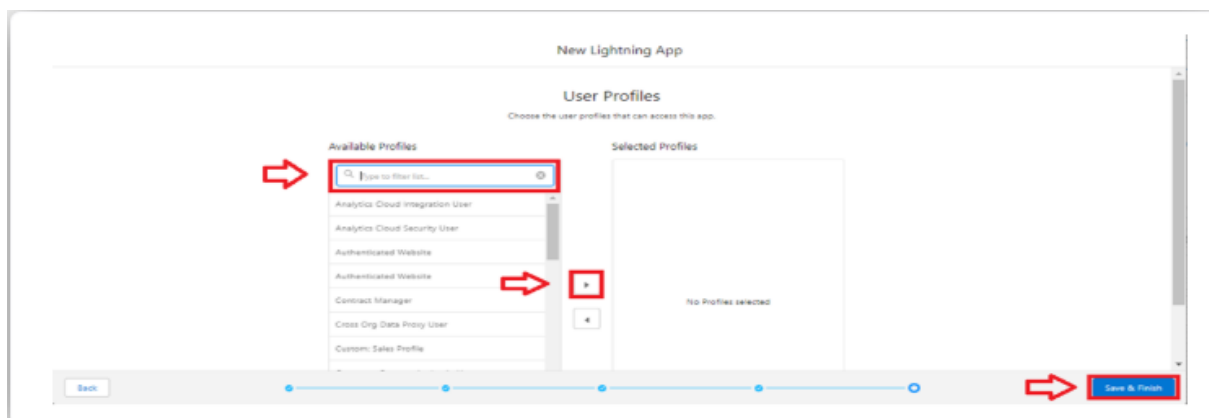 New Lightning App
User Profiles
Choose the user profiles that can access this app.
Available Profiles
Type to filter list...
Analytics Cloud Integration User
Analytics Cloud Security User
Authenticated Website
Authenticated Website
Contract Manager
Cross Org Data Proxy User
Custom: Sales Profile
Selected Profiles
No Profiles selected
Back
Save & Finish